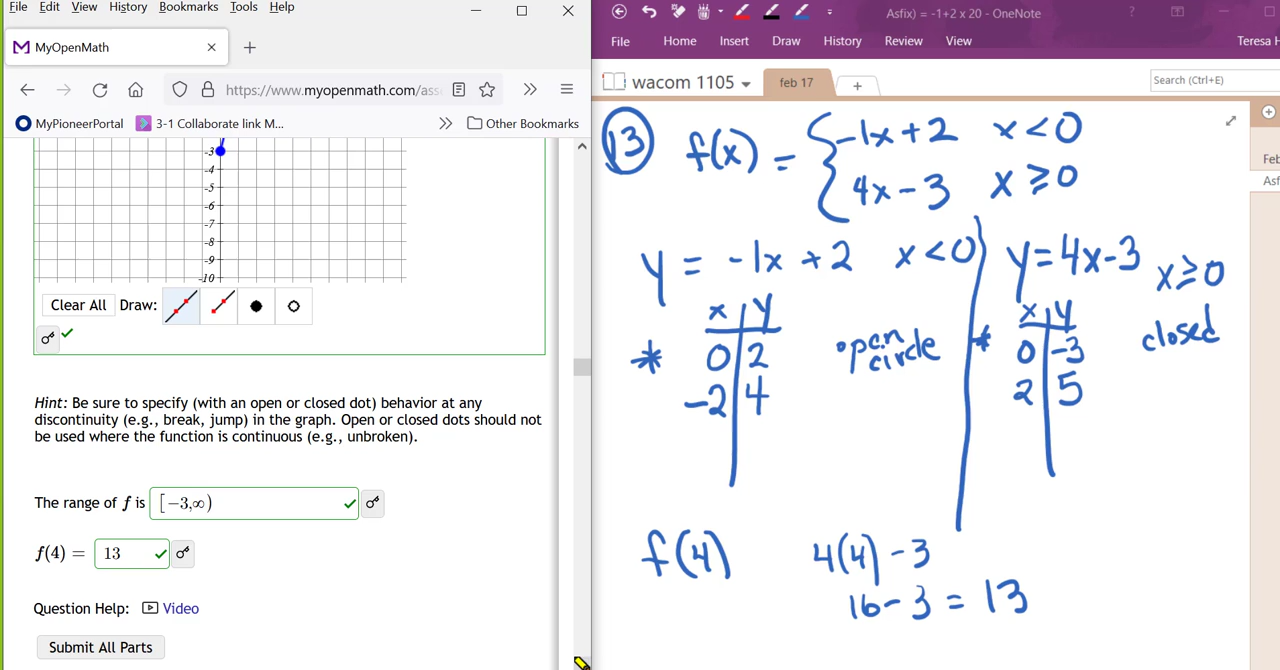 File Edit View History Bookmarks Tools Help
MyOpenMath
https://www.myopenmath.com/ass
MyPioneerPortal 3-1 Collaborate link M... Other Bookmarks
-3
-4
-5
-6
-7
-8
-9
-10
Clear All Draw:
Hint: Be sure to specify (with an open or closed dot) behavior at any
discontinuity (e.g., break, jump) in the graph. Open or closed dots should not
be used where the function is continuous (e.g., unbroken).
The range of f is [−3,∞)
f(4) = 13
Question Help: Video
Submit All Parts
Asfix) = -1+2 x 20 - OneNote
File Home Insert Draw History Review View Teresa H
wacom 1105 feb 17 Search (Ctrl+E)
Feb
Asf
13 f(x) = { -1x + 2 x < 0
4x - 3 x ≥ 0
y = -1x + 2 x < 0
x y
* 0 2 open circle
-2 4
y = 4x - 3 x ≥ 0
x y closed
* 0 -3
2 5
f(4) 4(4) - 3
16 - 3 = 13